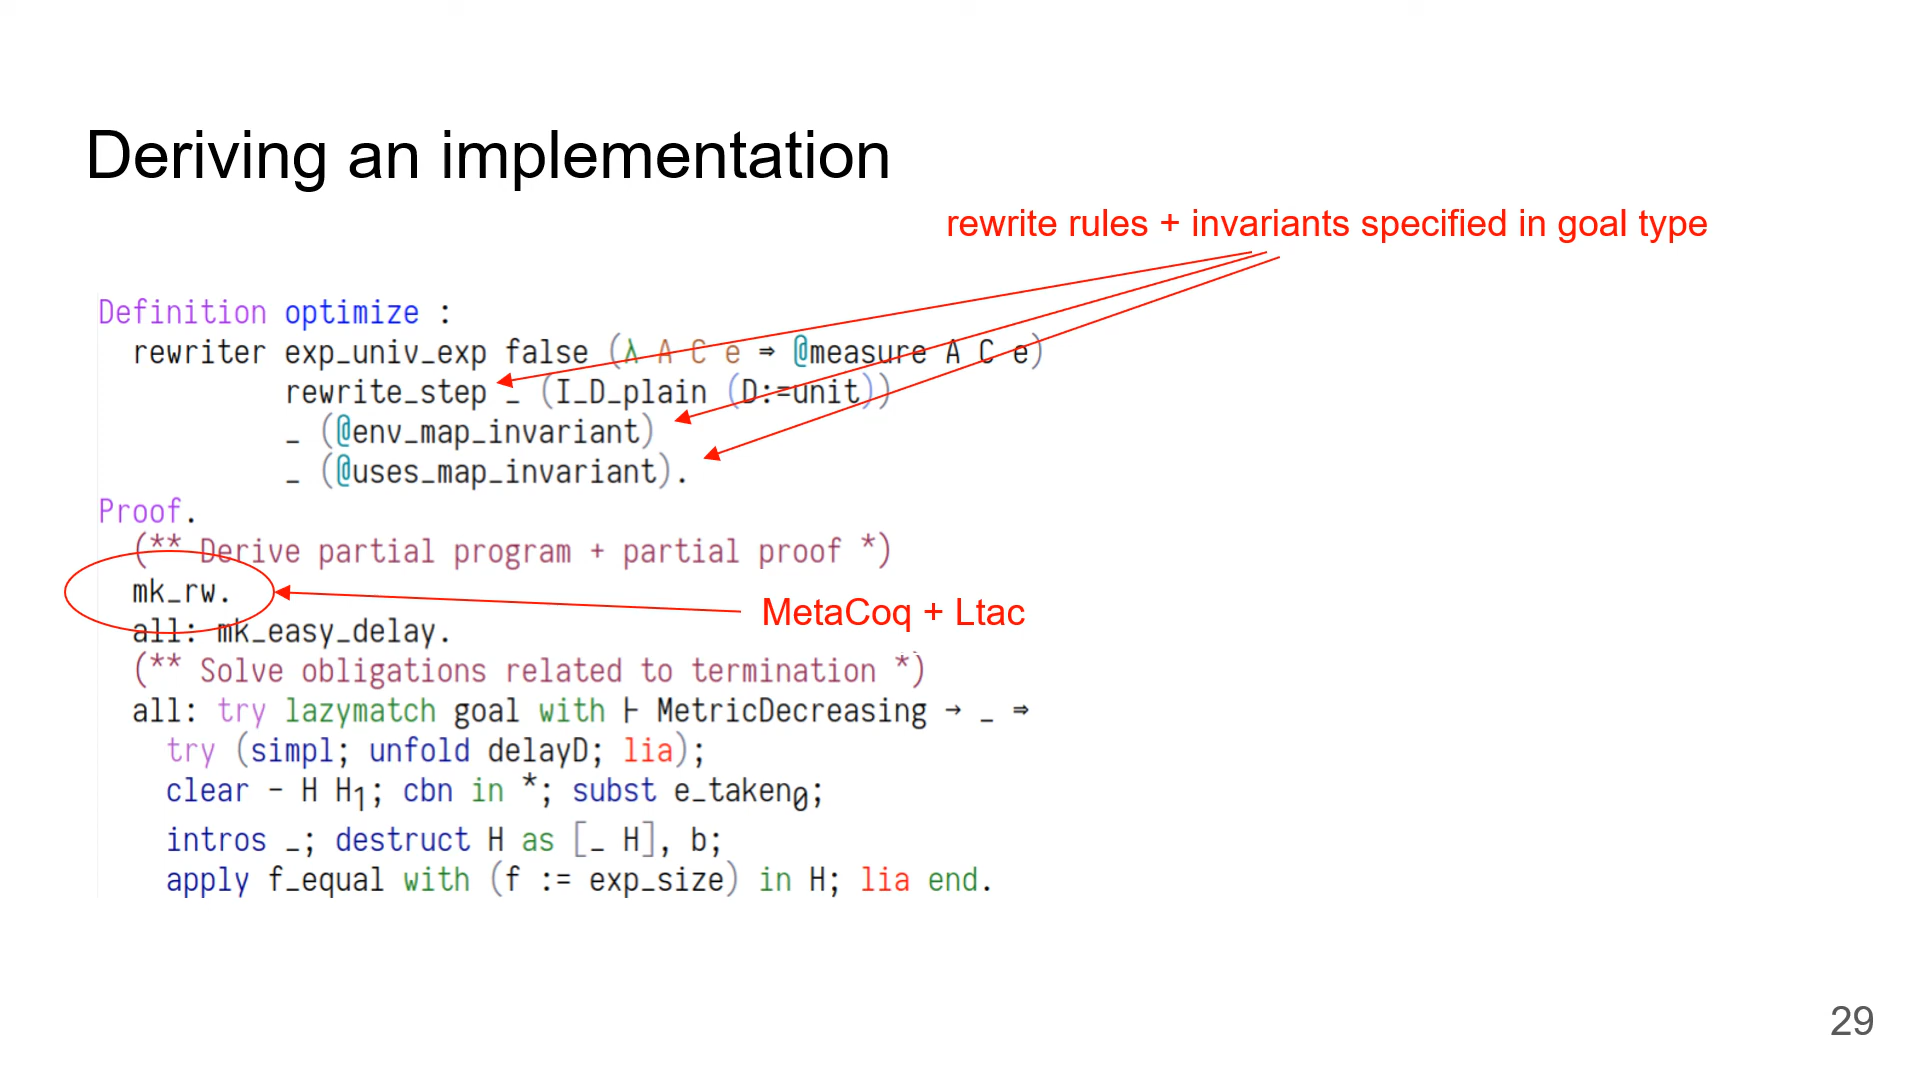 Deriving an implementation
rewrite rules + invariants specified in goal type
Definition optimize :
rewriter exp_univ_exp false (λ A C e ⇒ @measure A C e)
rewrite_step _ (I_D_plain (D:=unit))
_ (@env_map_invariant)
_ (@uses_map_invariant).
Proof.
(** Derive partial program + partial proof *)
mk_rw.
MetaCoq + Ltac
all: mk_easy_delay.
(** Solve obligations related to termination *)
all: try lazymatch goal with ⊢ MetricDecreasing → _ ⇒
try (simpl; unfold delayD; lia);
clear - H H₁; cbn in *; subst e_taken₀;
intros _; destruct H as [_ H], b;
apply f_equal with (f := exp_size) in H; lia end.
29